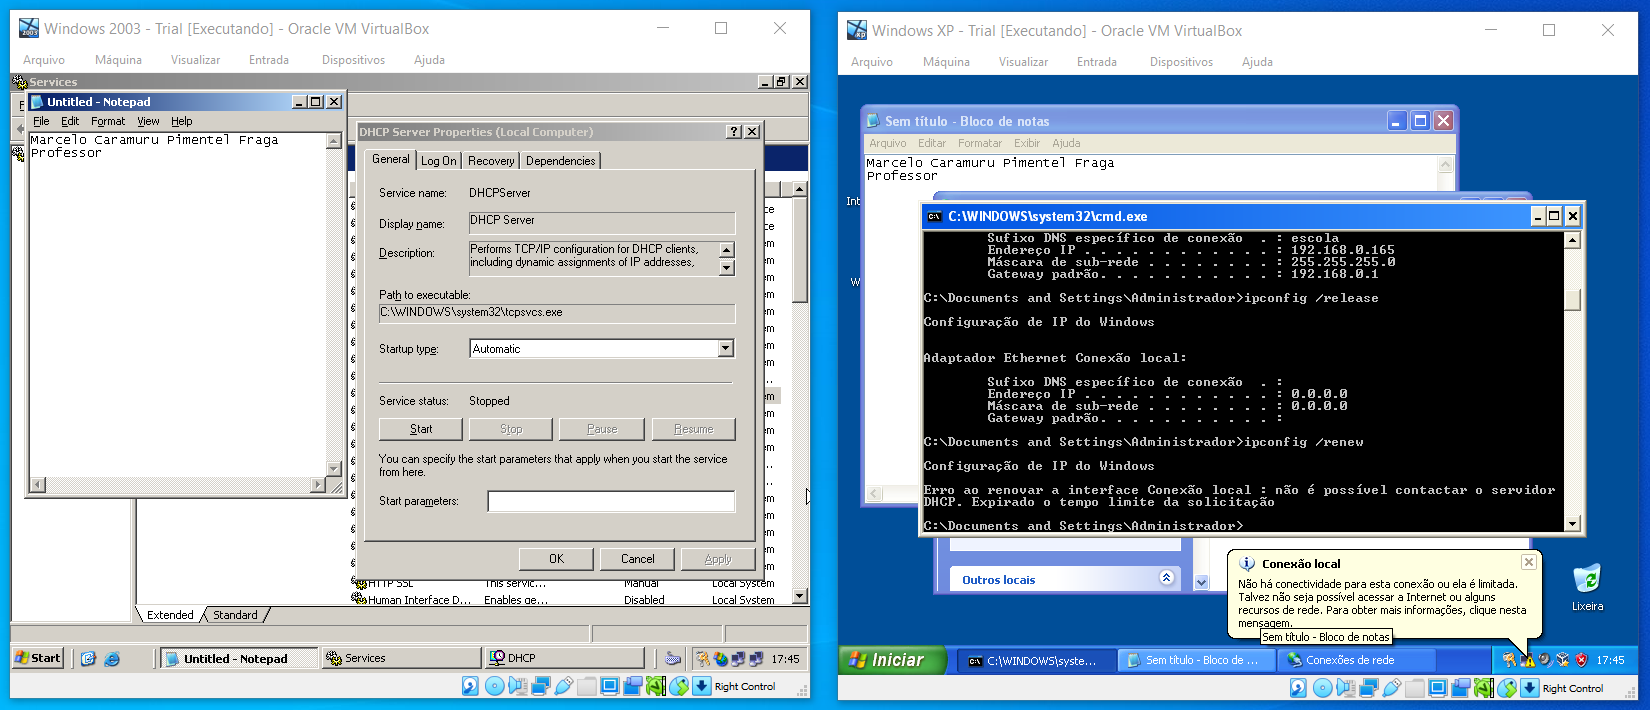 Windows 2003 - Trial [Executando] - Oracle VM VirtualBox
Arquivo Máquina Visualizar Entrada Dispositivos Ajuda
Services
Untitled - Notepad
File Edit Format View Help
Marcelo Caramuru Pimentel Fraga
Professor
DHCP Server Properties (Local Computer)
General Log On Recovery Dependencies
Service name: DHCPServer
Display name: DHCP Server
Description: Performs TCP/IP configuration for DHCP clients,
including dynamic assignments of IP addresses,
Path to executable:
C:\WINDOWS\system32\tcpsvcs.exe
Startup type: Automatic
Service status: Stopped
Start Stop Pause Resume
You can specify the start parameters that apply when you start the service
from here.
Start parameters:
OK Cancel Apply
HTTP SSL This servic... Manual Local System
Human Interface D... Enables ge... Disabled Local System
Extended Standard
Start Untitled - Notepad Services DHCP 17:45
Right Control
Windows XP - Trial [Executando] - Oracle VM VirtualBox
Arquivo Máquina Visualizar Entrada Dispositivos Ajuda
Sem título - Bloco de notas
Arquivo Editar Formatar Exibir Ajuda
Marcelo Caramuru Pimentel Fraga
Professor
C:\WINDOWS\system32\cmd.exe
Sufixo DNS específico de conexão . : escola
Endereço IP . . . . . . . . . . . . : 192.168.0.165
Máscara de sub-rede . . . . . . . . : 255.255.255.0
Gateway padrão. . . . . . . . . . . : 192.168.0.1
C:\Documents and Settings\Administrador>ipconfig /release
Configuração de IP do Windows
Adaptador Ethernet Conexão local:
Sufixo DNS específico de conexão . :
Endereço IP . . . . . . . . . . . . : 0.0.0.0
Máscara de sub-rede . . . . . . . . : 0.0.0.0
Gateway padrão. . . . . . . . . . . :
C:\Documents and Settings\Administrador>ipconfig /renew
Configuração de IP do Windows
Erro ao renovar a interface Conexão local : não é possível contactar o servidor
DHCP. Expirado o tempo limite da solicitação
C:\Documents and Settings\Administrador>
Outros locais
Conexão local
Não há conectividade para esta conexão ou ela é limitada.
Talvez não seja possível acessar a Internet ou alguns
recursos de rede. Para obter mais informações, clique nesta
mensagem.
Sem título - Bloco de notas
Lixeira
Iniciar C:\WINDOWS\syste... Sem título - Bloco de ... Conexões de rede 17:45
Right Control